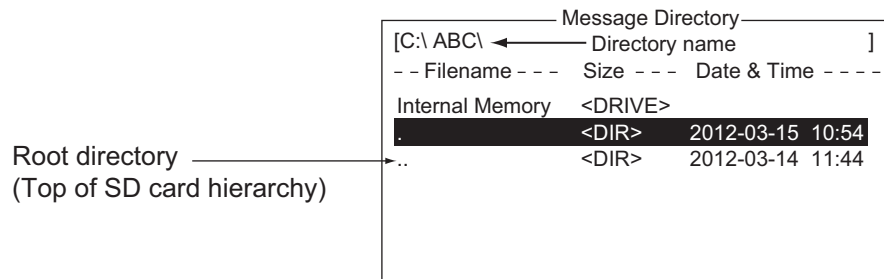 Message Directory
[C:\ ABC\ Directory name ]
- - Filename - - - Size - - - Date & Time - - - -
Internal Memory <DRIVE>
. <DIR> 2012-03-15 10:54
.. <DIR> 2012-03-14 11:44
Root directory
(Top of SD card hierarchy)